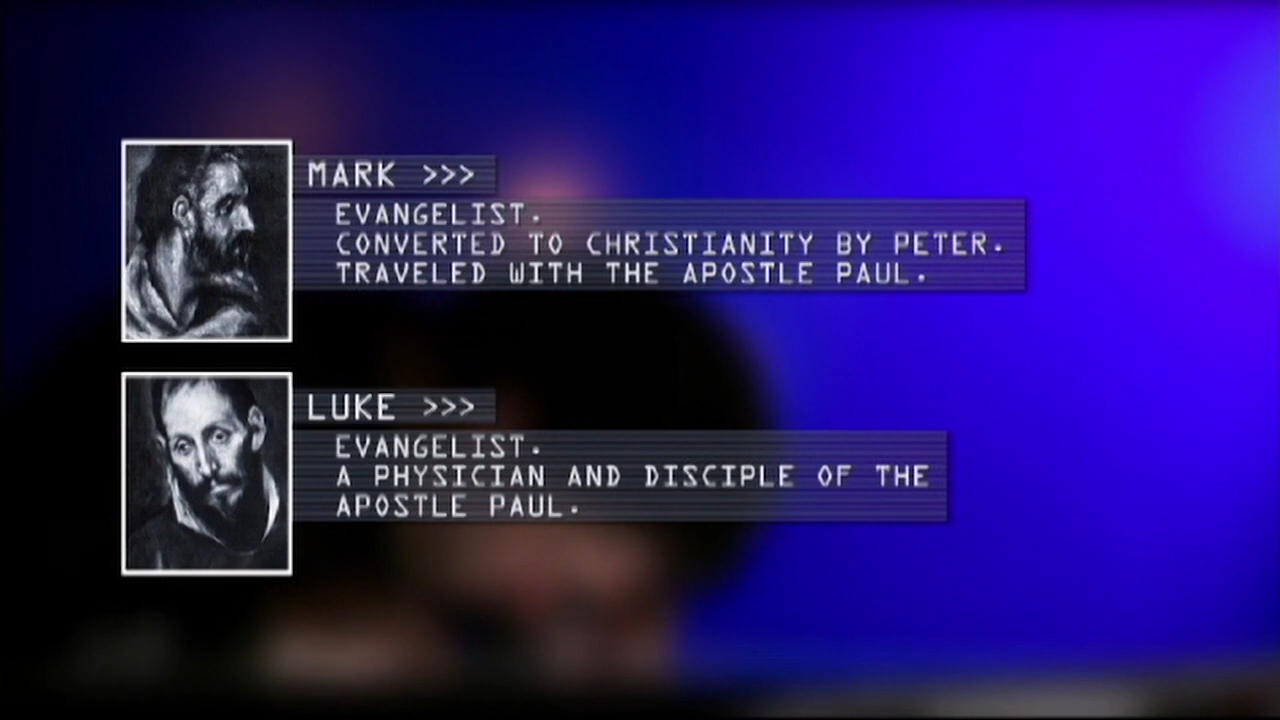 MARK >>>
EVANGELIST.
CONVERTED TO CHRISTIANITY BY PETER.
TRAVELED WITH THE APOSTLE PAUL.
LUKE >>>
EVANGELIST.
A PHYSICIAN AND DISCIPLE OF THE
APOSTLE PAUL.